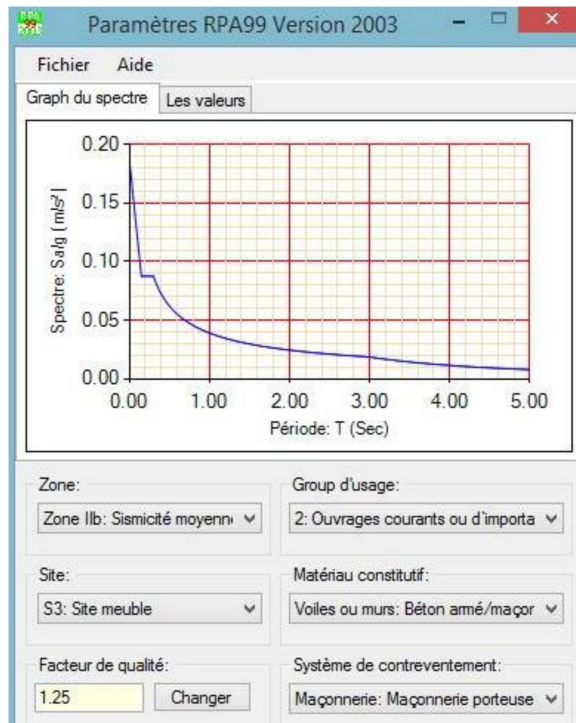 Paramètres RPA99 Version 2003
Fichier Aide
Graph du spectre Les valeurs
Spectre: Sa/g [m/s²]
0.20
0.15
0.10
0.05
0.00
0.00 1.00 2.00 3.00 4.00 5.00
Période: T (Sec)
Zone: Group d'usage:
Zone IIb: Sismicité moyenn 2: Ouvrages courants ou d'importa
Site: Matériau constitutif:
S3: Site meuble Voiles ou murs: Béton armé/maçor
Facteur de qualité: Système de contreventement:
1.25 Changer Maçonnerie: Maçonnerie porteuse